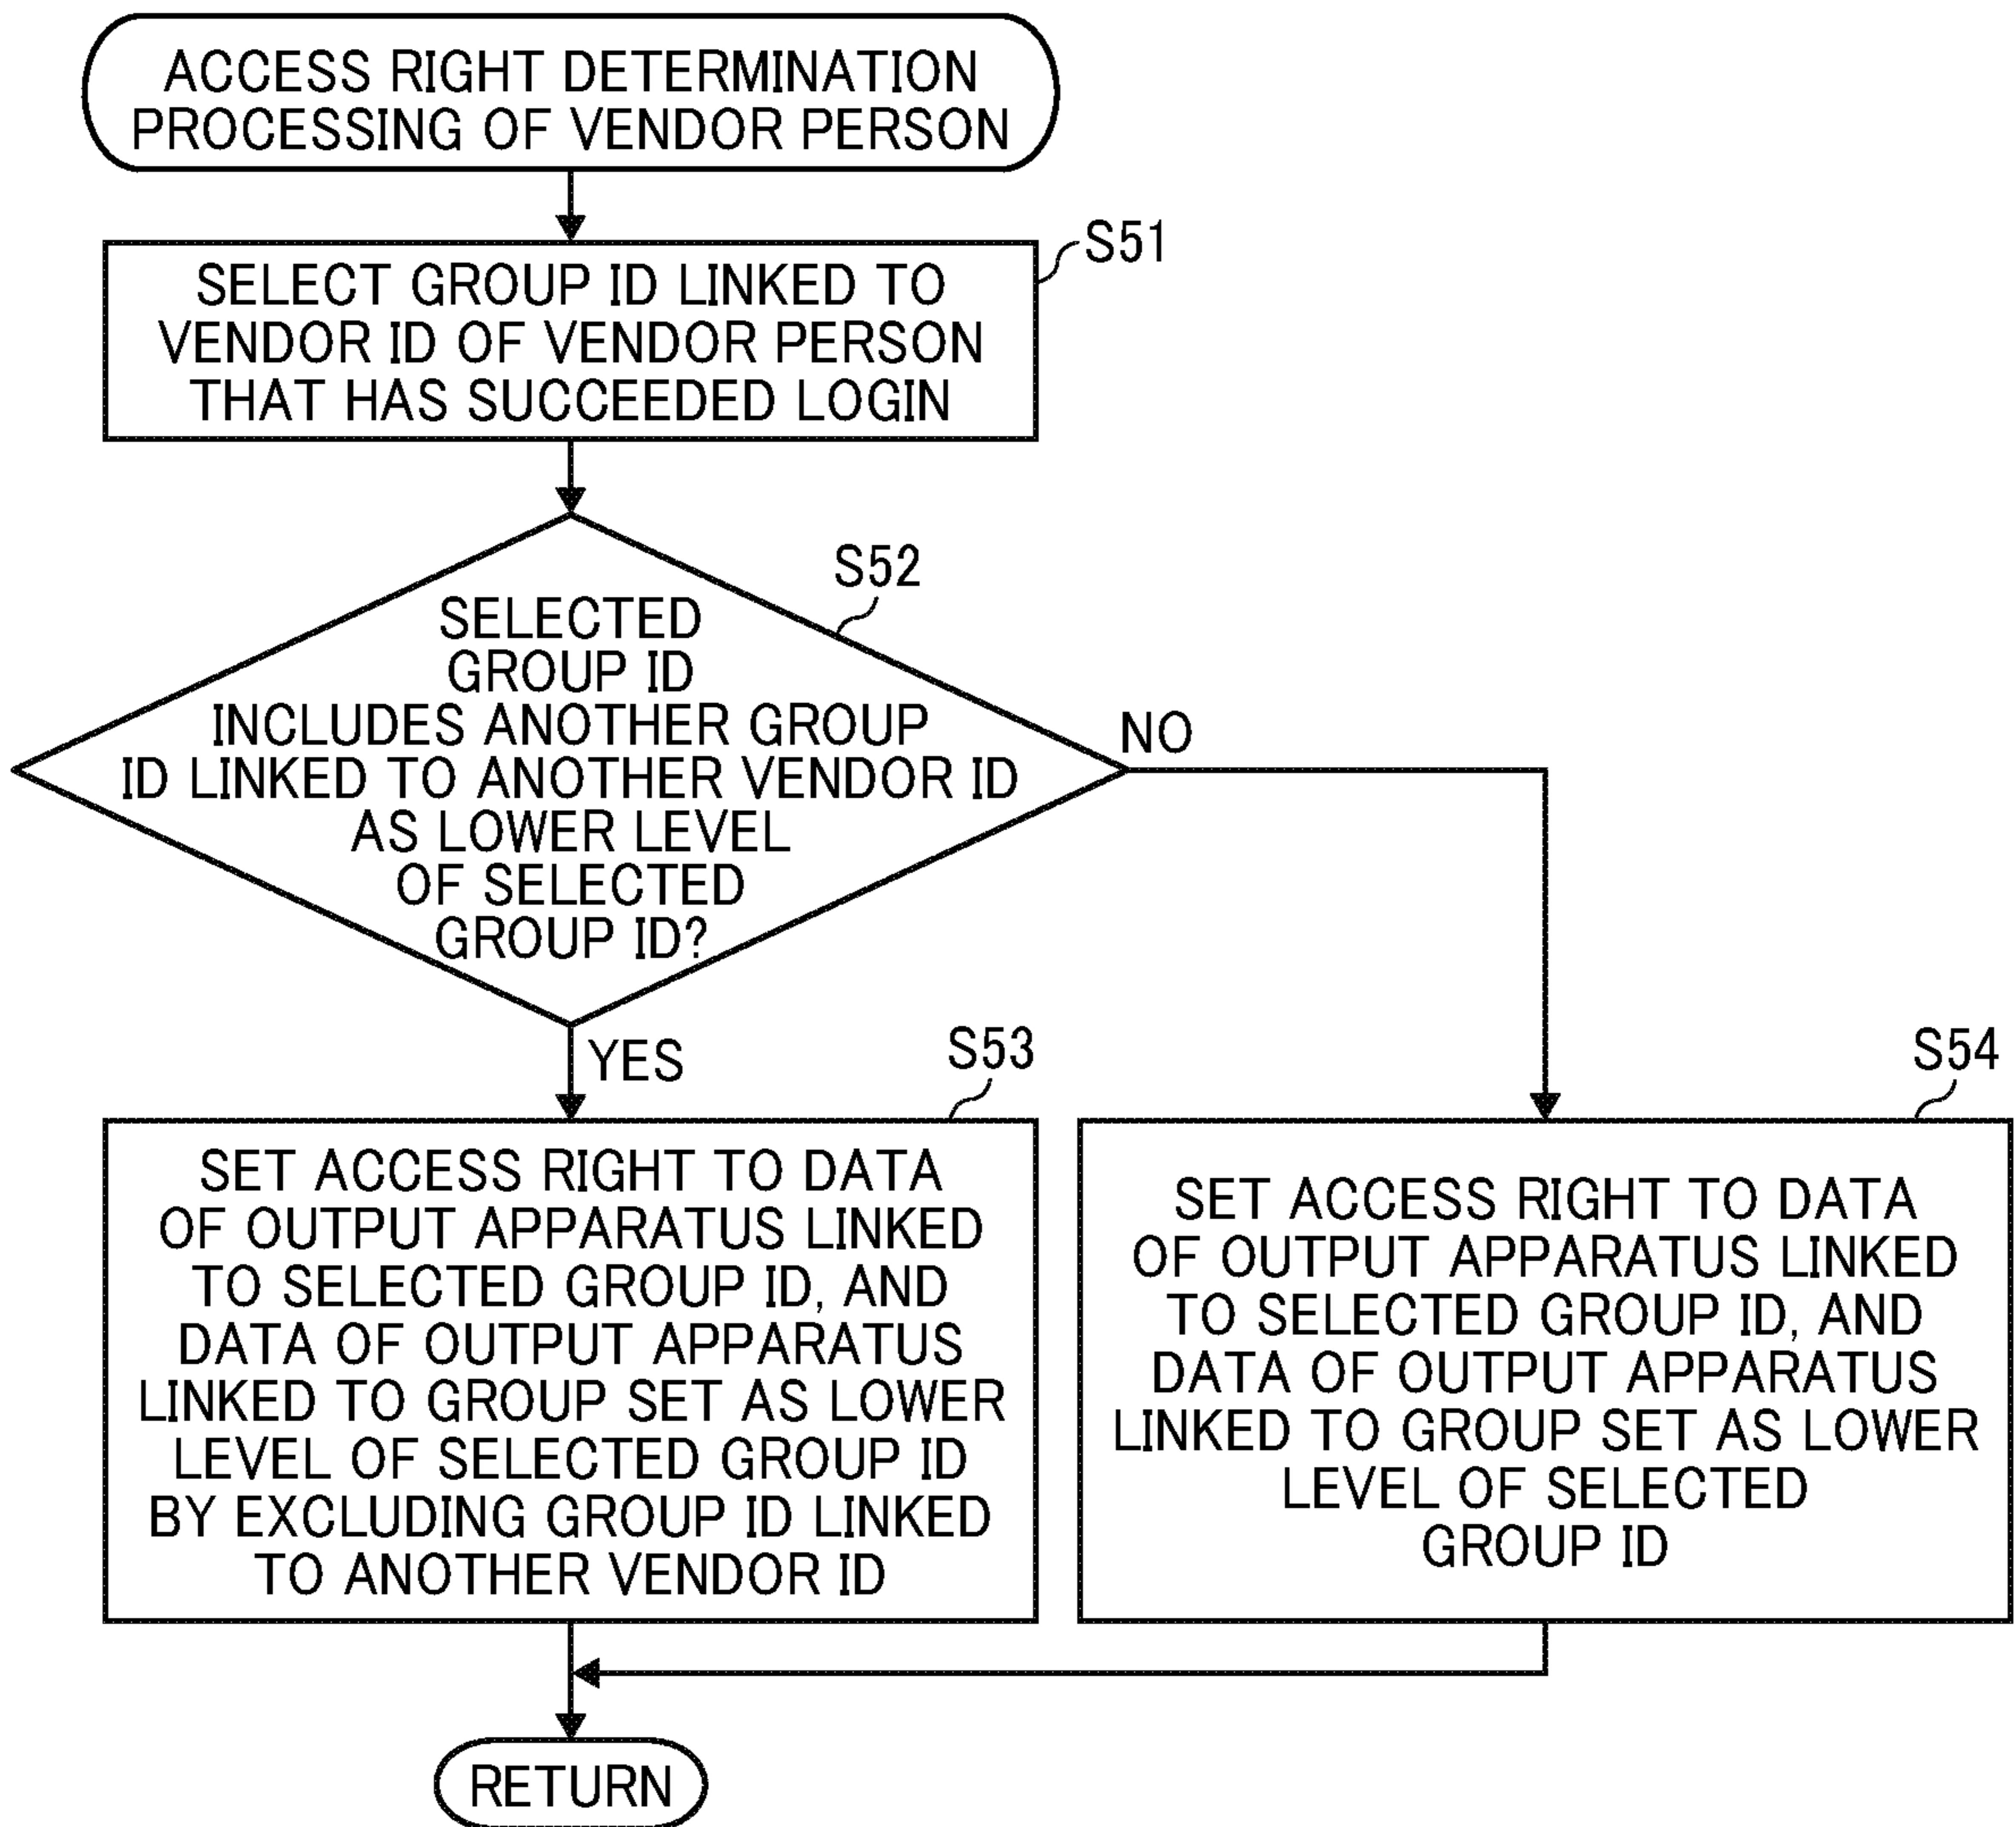 ACCESS RIGHT DETERMINATION
PROCESSING OF VENDOR PERSON
S51
SELECT GROUP ID LINKED TO
VENDOR ID OF VENDOR PERSON
THAT HAS SUCCEEDED LOGIN
S52
SELECTED
GROUP ID
INCLUDES ANOTHER GROUP
ID LINKED TO ANOTHER VENDOR ID
AS LOWER LEVEL
OF SELECTED
GROUP ID?
NO
YES
S53
SET ACCESS RIGHT TO DATA
OF OUTPUT APPARATUS LINKED
TO SELECTED GROUP ID, AND
DATA OF OUTPUT APPARATUS
LINKED TO GROUP SET AS LOWER
LEVEL OF SELECTED GROUP ID
BY EXCLUDING GROUP ID LINKED
TO ANOTHER VENDOR ID
S54
SET ACCESS RIGHT TO DATA
OF OUTPUT APPARATUS LINKED
TO SELECTED GROUP ID, AND
DATA OF OUTPUT APPARATUS
LINKED TO GROUP SET AS LOWER
LEVEL OF SELECTED
GROUP ID
RETURN